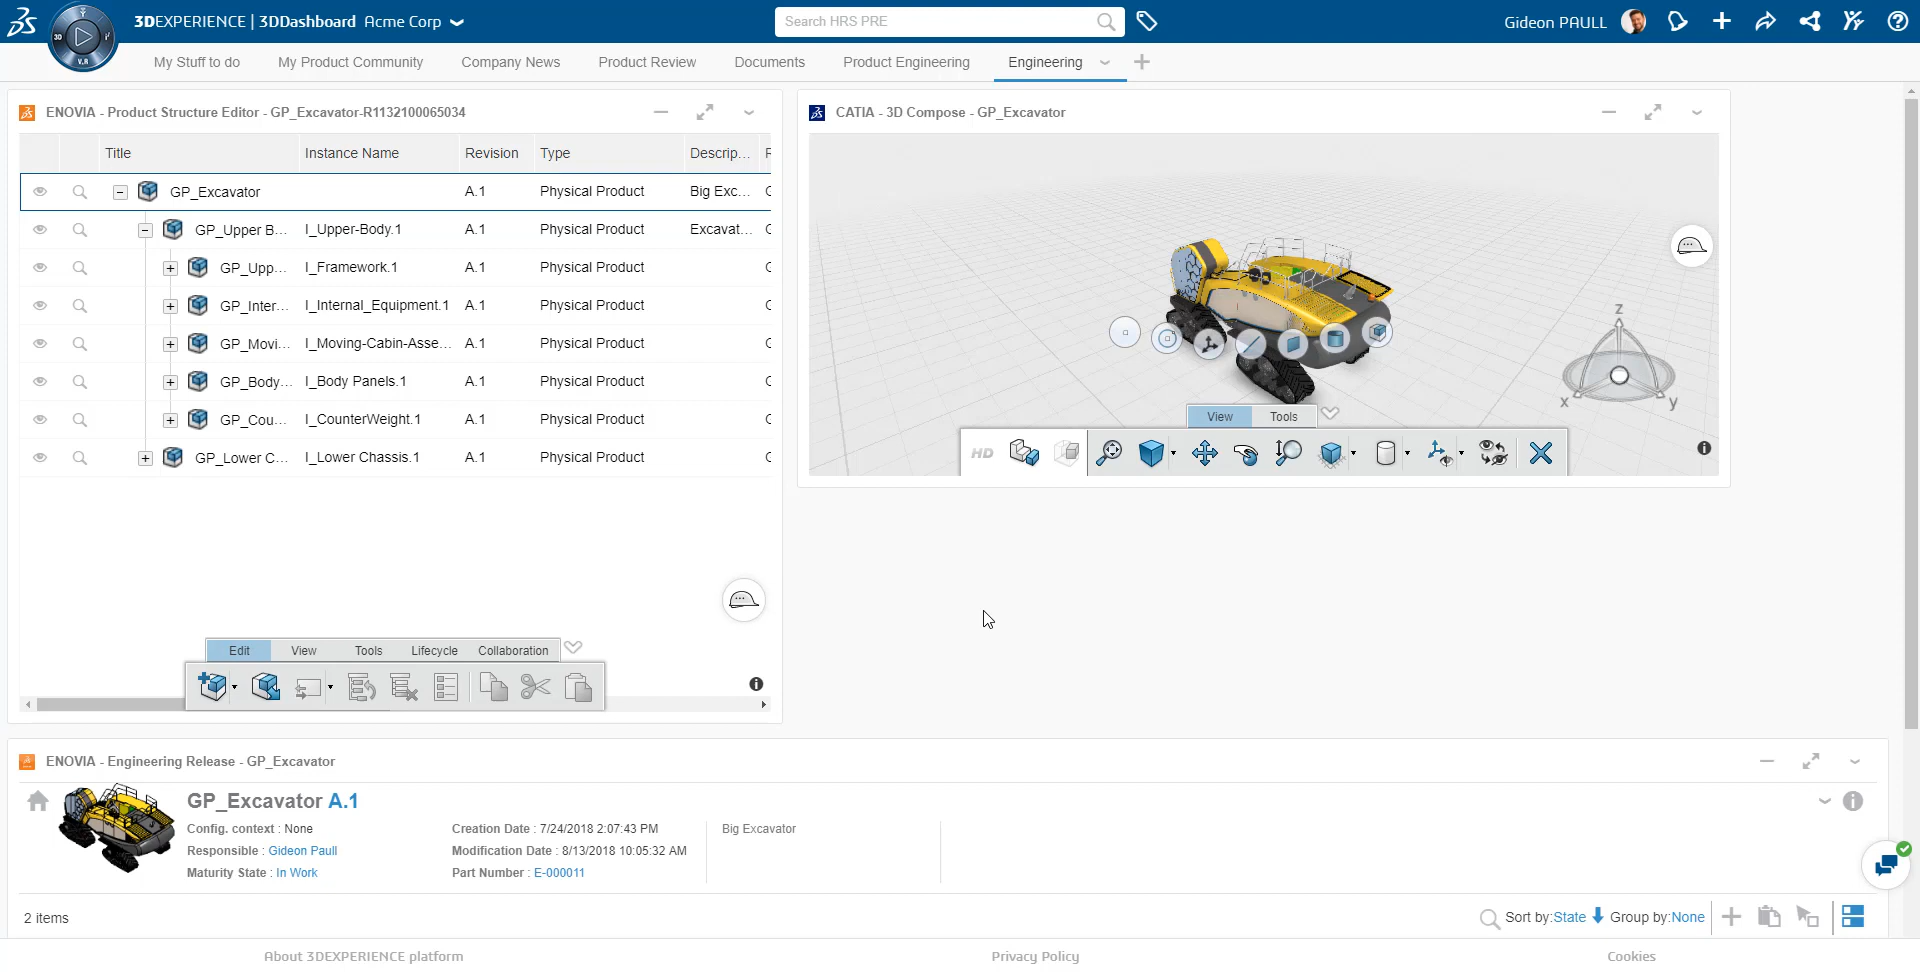 3DEXPERIENCE | 3DDashboard Acme Corp
Search HRS PRE
Gideon PAULL
3D
V.R
My Stuff to do
My Product Community
Company News
Product Review
Documents
Product Engineering
Engineering
ENOVIA - Product Structure Editor - GP_Excavator-R1132100065034
Title Instance Name Revision Type Descrip...
GP_Excavator A.1 Physical Product Big Exc...
GP_Upper B... I_Upper-Body.1 A.1 Physical Product Excavat...
GP_Upp... I_Framework.1 A.1 Physical Product
GP_Inter... I_Internal_Equipment.1 A.1 Physical Product
GP_Movi... I_Moving-Cabin-Asse... A.1 Physical Product
GP_Body... I_Body Panels.1 A.1 Physical Product
GP_Cou... I_CounterWeight.1 A.1 Physical Product
GP_Lower C... I_Lower Chassis.1 A.1 Physical Product
Edit View Tools Lifecycle Collaboration
CATIA - 3D Compose - GP_Excavator
z
x
y
View Tools
HD
ENOVIA - Engineering Release - GP_Excavator
GP_Excavator A.1
Config. context : None
Responsible : Gideon Paull
Maturity State : In Work
Creation Date : 7/24/2018 2:07:43 PM
Modification Date : 8/13/2018 10:05:32 AM
Part Number : E-000011
Big Excavator
2 items
Sort by:State Group by:None
About 3DEXPERIENCE platform
Privacy Policy
Cookies